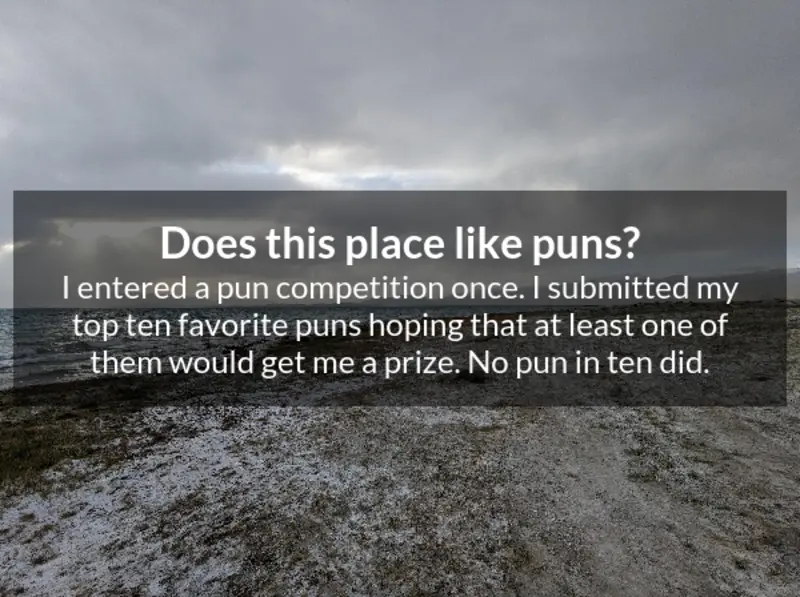 Does this place like puns?
I entered a pun competition once. I submitted my
top ten favorite puns hoping that at least one of
them would get me a prize. No pun in ten did.